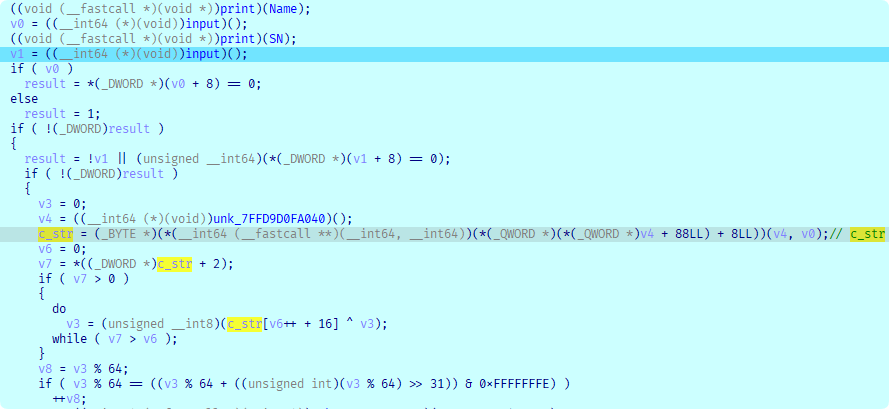 ((void (__fastcall *)(void *))print)(Name);
v0 = ((__int64 (*)(void))input)();
((void (__fastcall *)(void *))print)(SN);
v1 = ((__int64 (*)(void))input)();
if ( v0 )
result = *(_DWORD *)(v0 + 8) == 0;
else
result = 1;
if ( !(_DWORD)result )
{
result = !v1 || (unsigned __int64)(*(_DWORD *)(v1 + 8) == 0);
if ( !(_DWORD)result )
{
v3 = 0;
v4 = ((__int64 (*)(void))unk_7FFD9D0FA040)();
c_str = (_BYTE *)(*(__int64 (__fastcall **)(__int64, __int64))(*(_QWORD *)(*(_QWORD *)v4 + 88LL) + 8LL))(v4, v0);// c_str
v6 = 0;
v7 = *((_DWORD *)c_str + 2);
if ( v7 > 0 )
{
do
v3 = (unsigned __int8)(c_str[v6++ + 16] ^ v3);
while ( v7 > v6 );
}
v8 = v3 % 64;
if ( v3 % 64 == ((v3 % 64 + ((unsigned int)(v3 % 64) >> 31)) & 0xFFFFFFFE) )
++v8;